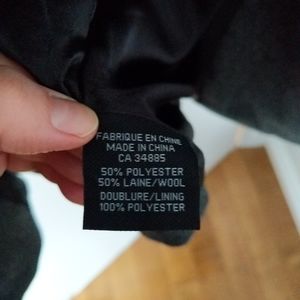 FABRIQUE EN CHINE
MADE IN CHINA
CA 34885
50% POLYESTER
50% LAINE/WOOL
DOUBLURE/LINING
100% POLYESTER